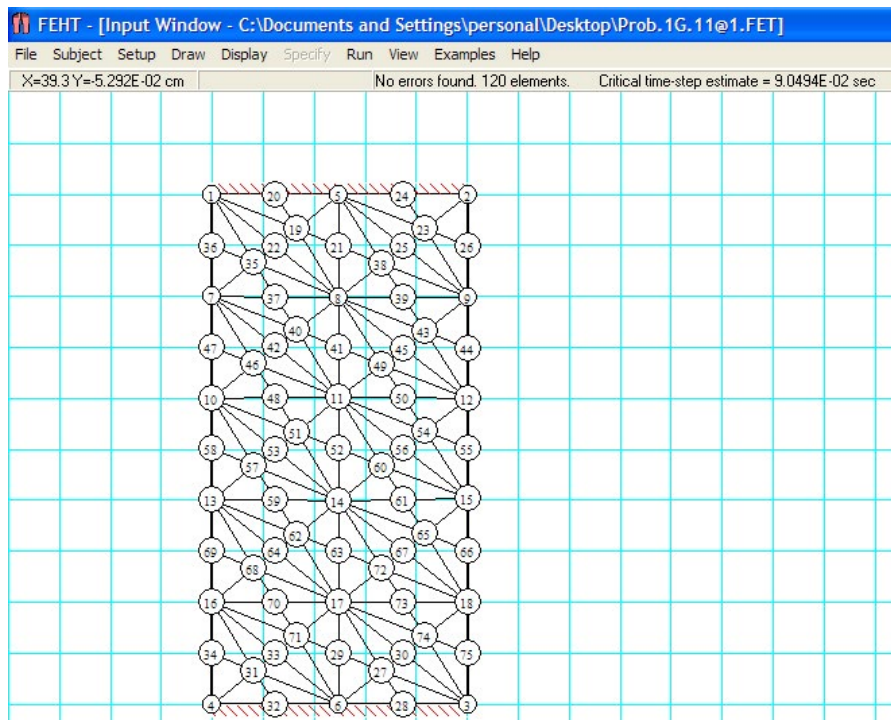 FEHT - [Input Window - C:\Documents and Settings\personal\Desktop\Prob.1G.11@1.FET]
File Subject Setup Draw Display Specify Run View Examples Help
X=39.3 Y=-5.292E-02 cm No errors found. 120 elements. Critical time-step estimate = 9.0494E-02 sec
1 20 5 24 2
19 23
36 22 21 25 26
35 38
7 37 8 39 9
40 43
47 42 41 45 44
46 49
10 48 11 50 12
51 54
58 53 52 56 55
57 60
13 59 14 61 15
62 65
69 64 63 67 66
68 72
16 70 17 73 18
71 74
34 33 29 30 75
31 27
4 32 6 28 3